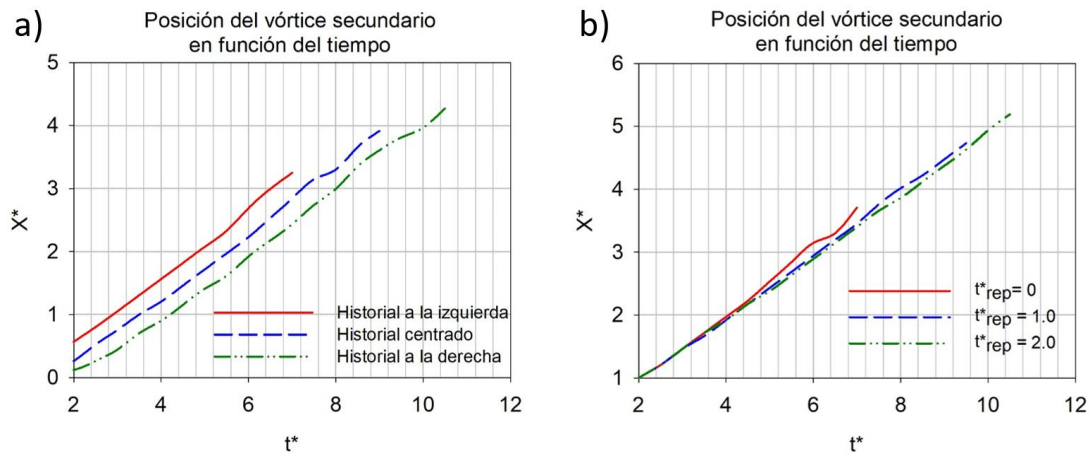 a)
Posición del vórtice secundario
en función del tiempo
5
4
3
2
1
0
X*
2
4
6
8
10
12
t*
Historial a la izquierda
Historial centrado
Historial a la derecha
b)
Posición del vórtice secundario
en función del tiempo
6
5
4
3
2
1
X*
2
4
6
8
10
12
t*
t*rep= 0
t*rep = 1.0
t*rep = 2.0